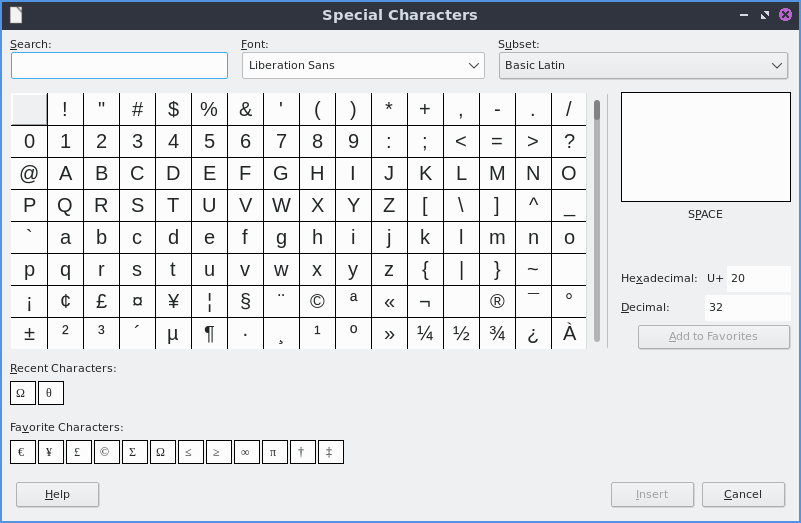 Special Characters
Search: Font: Subset:
Liberation Sans Basic Latin
! " # $ % & ' ( ) * + , - . /
0 1 2 3 4 5 6 7 8 9 : ; < = > ?
@ A B C D E F G H I J K L M N O
P Q R S T U V W X Y Z [ \ ] ^ _
SPACE
` a b c d e f g h i j k l m n o
p q r s t u v w x y z { | } ~
Hexadecimal: U+ 20
¡ ¢ £ ¤ ¥ ¦ § ¨ © ª « ¬ ® ¯ °
Decimal: 32
± ² ³ ´ µ ¶ · ¸ ¹ º » ¼ ½ ¾ ¿ À
Add to Favorites
Recent Characters:
Ω θ
Favorite Characters:
€ ¥ £ © Σ Ω ≤ ≥ ∞ π † ‡
Help Insert Cancel